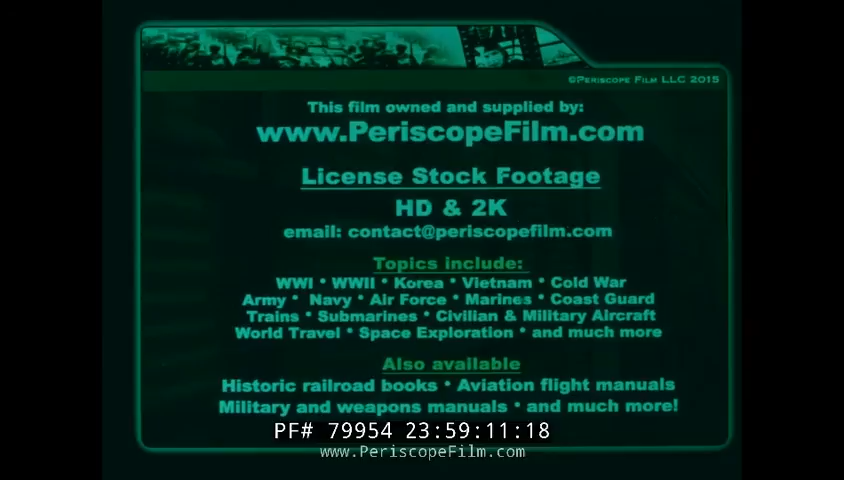 ©Periscope Film LLC 2015
This film owned and supplied by:
www.PeriscopeFilm.com
License Stock Footage
HD & 2K
email: contact@periscopefilm.com
Topics include:
WWI * WWII * Korea * Vietnam * Cold War
Army * Navy * Air Force * Marines * Coast Guard
Trains * Submarines * Civilian & Military Aircraft
World Travel * Space Exploration * and much more
Also available
Historic railroad books * Aviation flight manuals
Military and weapons manuals * and much more!
PF# 79954 23:59:11:18
www.PeriscopeFilm.com